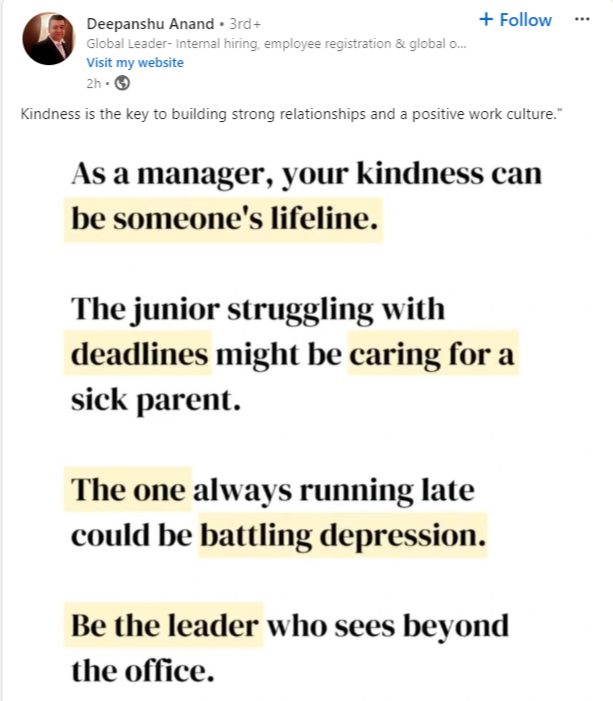 Deepanshu Anand • 3rd+
+ Follow
...
Global Leader- Internal hiring, employee registration & global o...
Visit my website
2h •
Kindness is the key to building strong relationships and a positive work culture."
As a manager, your kindness can
be someone's lifeline.
The junior struggling with
deadlines might be caring for a
sick parent.
The one always running late
could be battling depression.
Be the leader who sees beyond
the office.